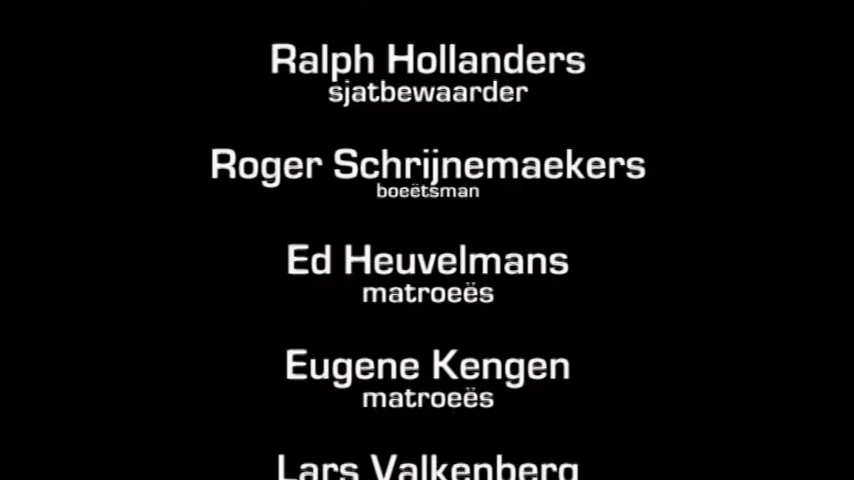 Ralph Hollanders
sjatbewaarder
Roger Schrijnemaekers
boeëtsman
Ed Heuvelmans
matroeës
Eugene Kengen
matroeës
Lars Valkenberg